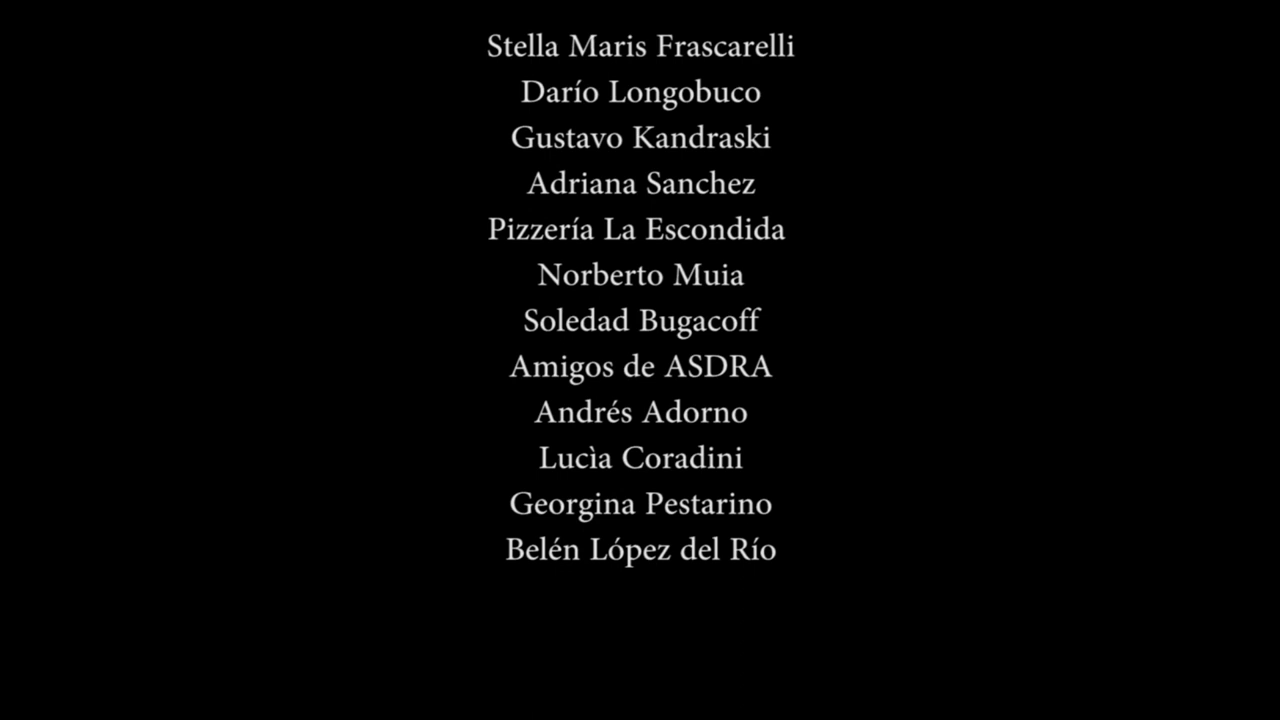 Stella Maris Frascarelli
Darío Longobuco
Gustavo Kandraski
Adriana Sanchez
Pizzería La Escondida
Norberto Muia
Soledad Bugacoff
Amigos de ASDRA
Andrés Adorno
Lucìa Coradini
Georgina Pestarino
Belén López del Río